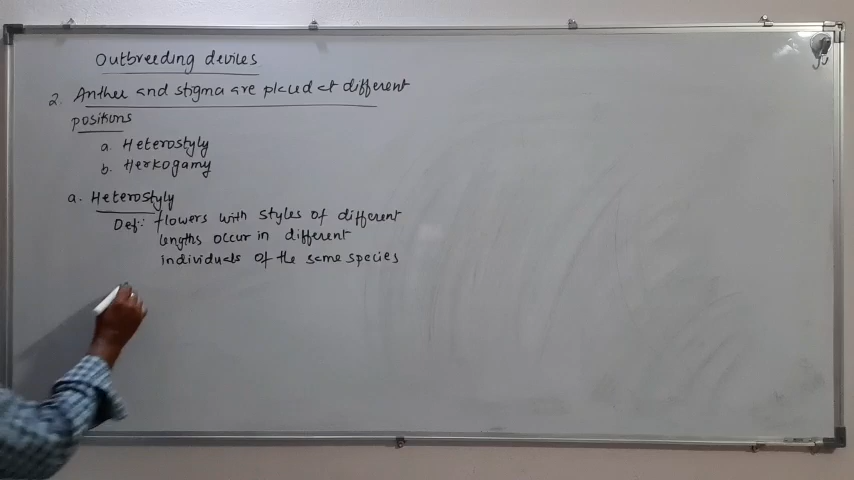 Outbreeding devices
2. Anther and stigma are placed at different
positions
a. Heterostyly
b. Herkogamy
a. Heterostyly
Def:- flowers with styles of different
lengths occur in different
individuals of the same species